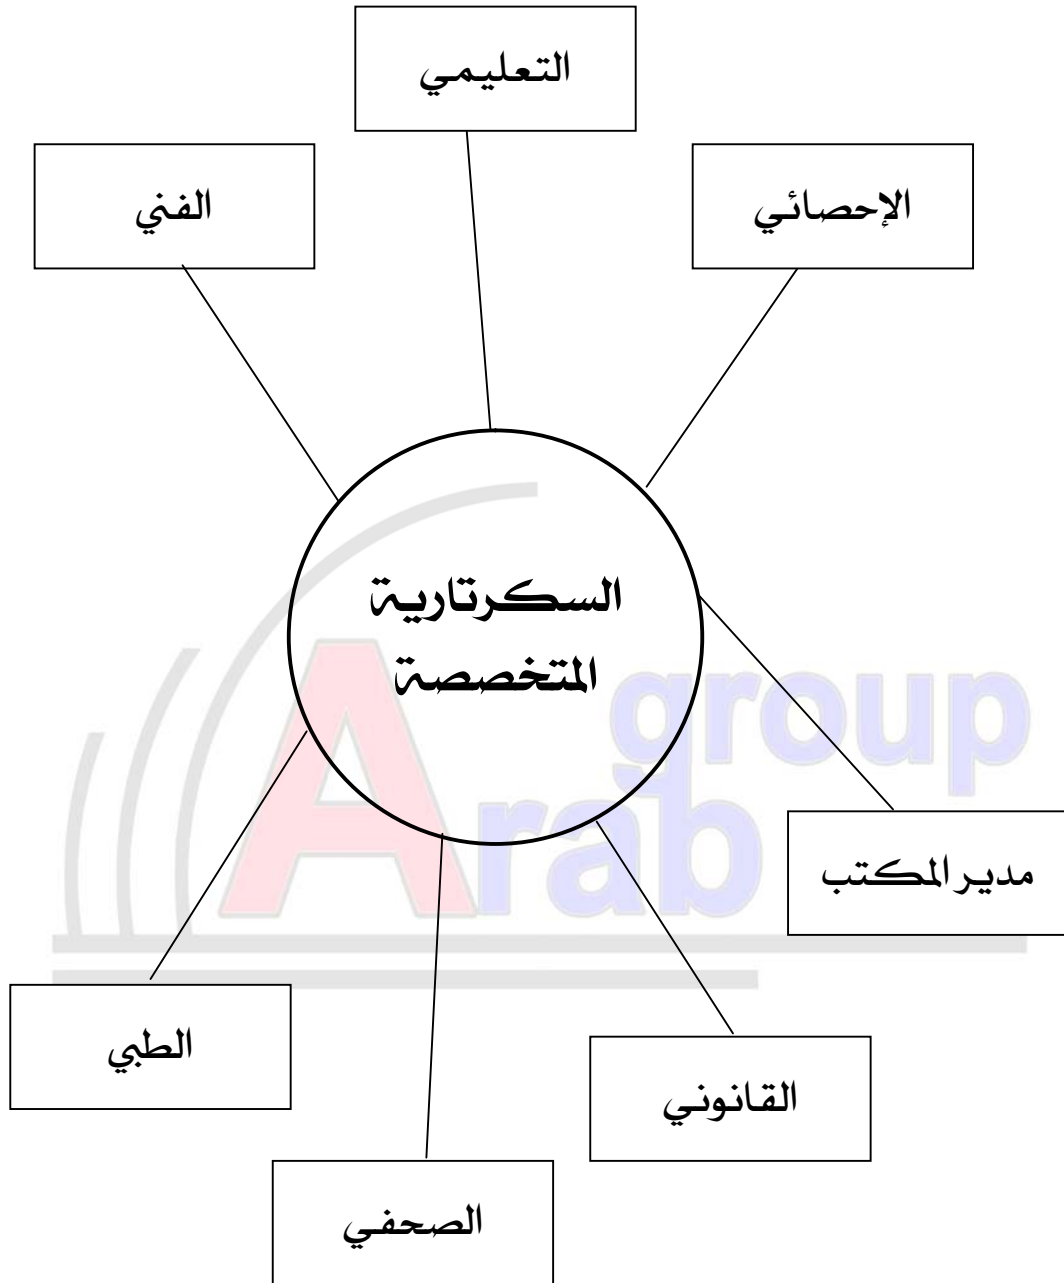 التعليمي
الإحصائي
الفني
السكرتارية
المتخصصة
group
Arab
مدير المكتب
الطبي
القانوني
الصحفي